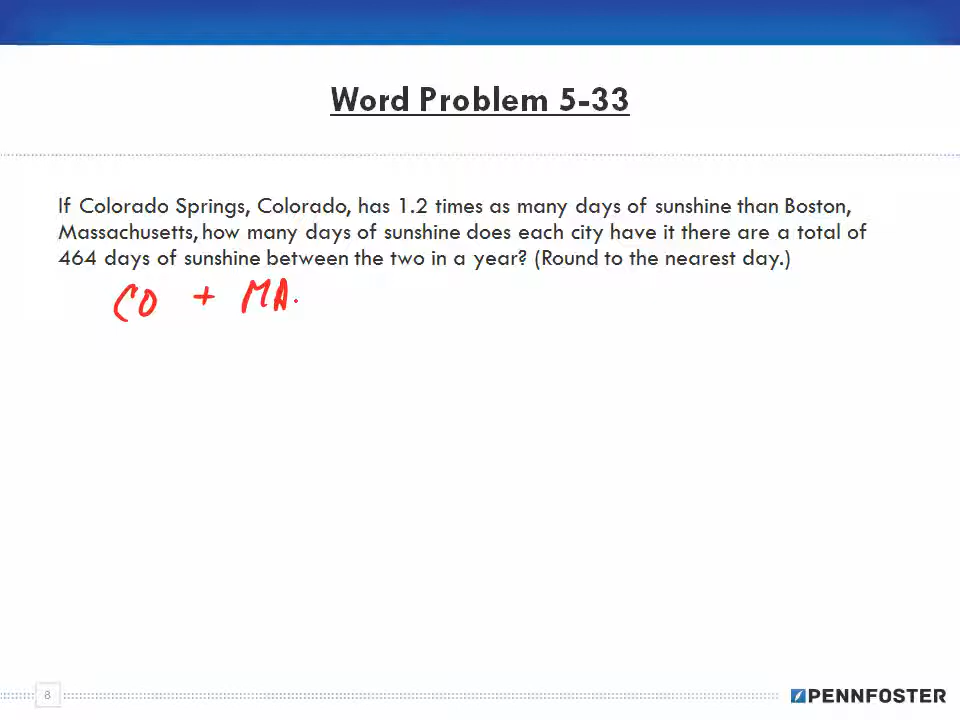 Word Problem 5-33
If Colorado Springs, Colorado, has 1.2 times as many days of sunshine than Boston,
Massachusetts, how many days of sunshine does each city have it there are a total of
464 days of sunshine between the two in a year? (Round to the nearest day.)
CO + MA.
8
PENNFOSTER